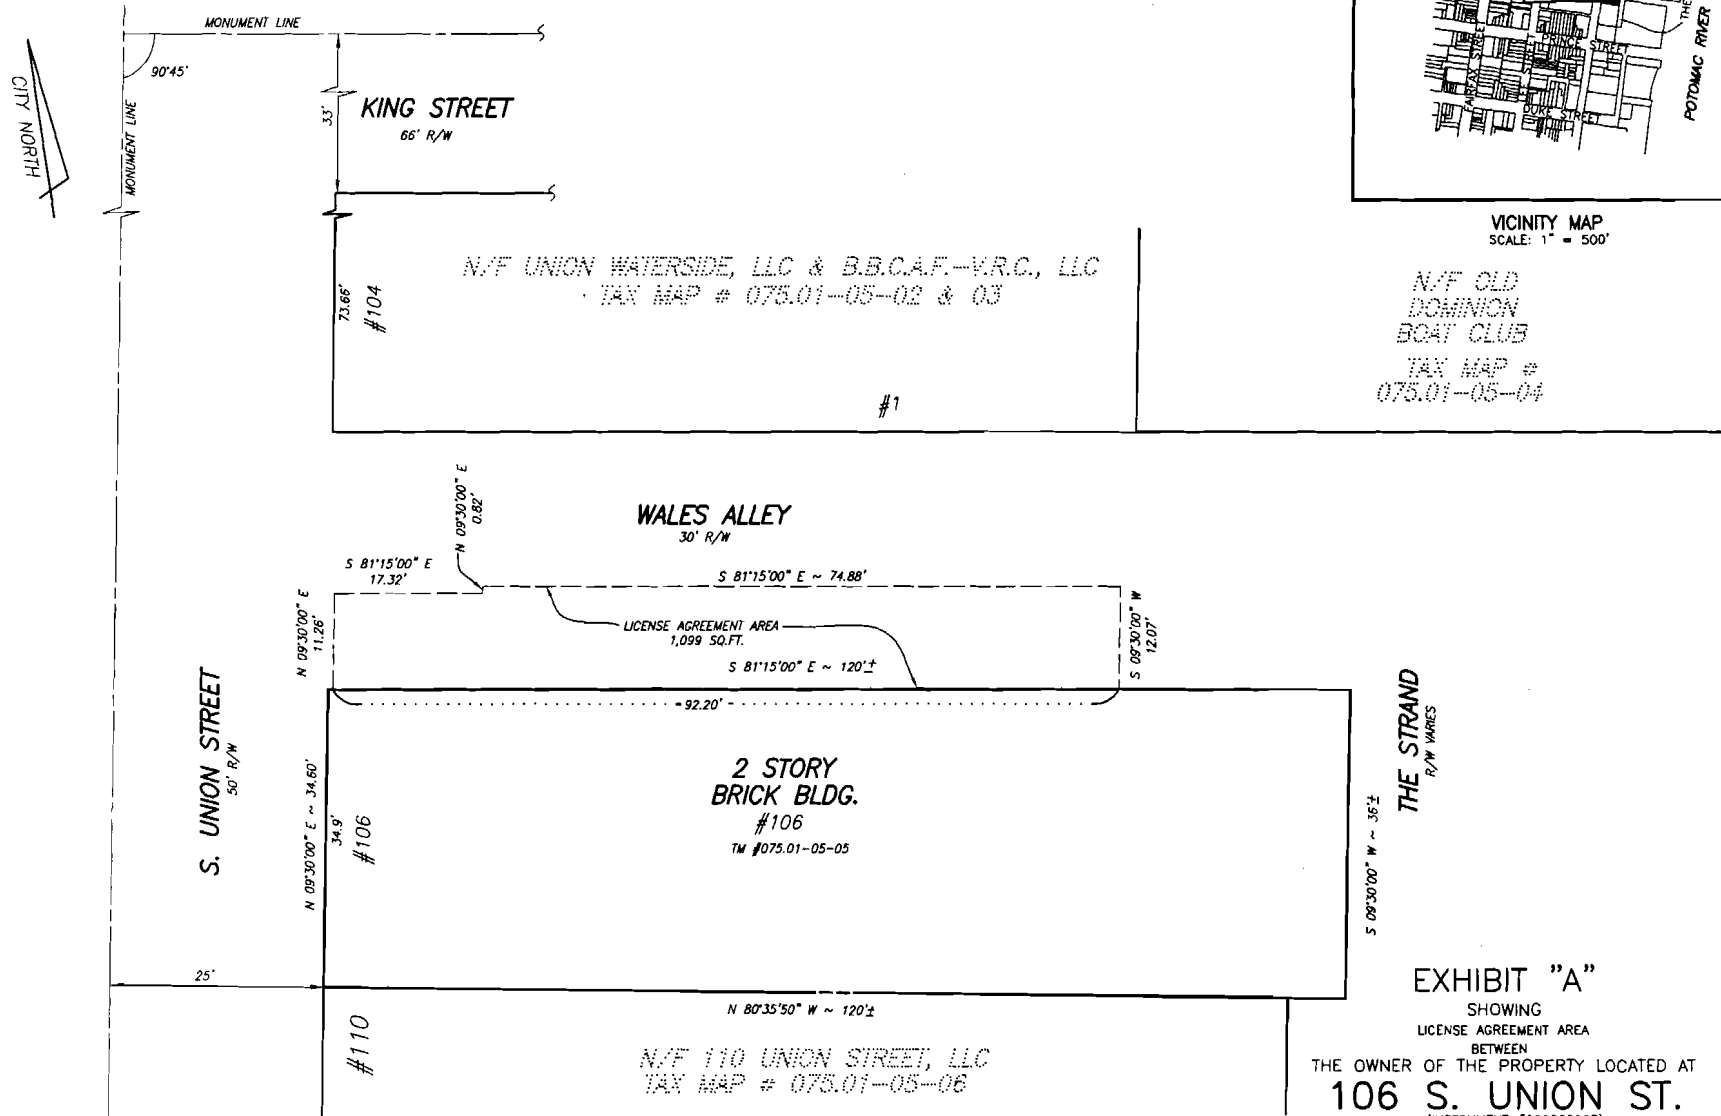 MONUMENT LINE
90°45'
CITY NORTH
MONUMENT LINE
33'
KING STREET
66' R/W
PRINCE STREET
FAIRFAX STREET
DUKE STREET
POTOMAC RIVER
THE
VICINITY MAP
SCALE: 1" = 500'
N/F UNION WATERSIDE, LLC & B.B.C.A.F.-V.R.C., LLC
TAX MAP # 075.01-05-02 & 03
73.66'
#104
#1
N/F OLD
DOMINION
BOAT CLUB
TAX MAP #
075.01-05-04
N 09°30'00" E
0.82'
WALES ALLEY
30' R/W
S 81°15'00" E
17.32'
S 81°15'00" E ~ 74.88'
N 09°30'00" E
11.26'
LICENSE AGREEMENT AREA
1,099 SQ.FT.
S 09°30'00" W
12.07'
S 81°15'00" E ~ 120'±
92.20'
S. UNION STREET
50' R/W
THE STRAND
R/W VARIES
2 STORY
BRICK BLDG.
#106
TM #075.01-05-05
N 09°30'00" E ~ 34.60'
34.9'
#106
S 09°30'00" W ~ 36'±
25'
N 80°35'50" W ~ 120'±
#110
N/F 110 UNION STREET, LLC
TAX MAP # 075.01-05-06
EXHIBIT "A"
SHOWING
LICENSE AGREEMENT AREA
BETWEEN
THE OWNER OF THE PROPERTY LOCATED AT
106 S. UNION ST.